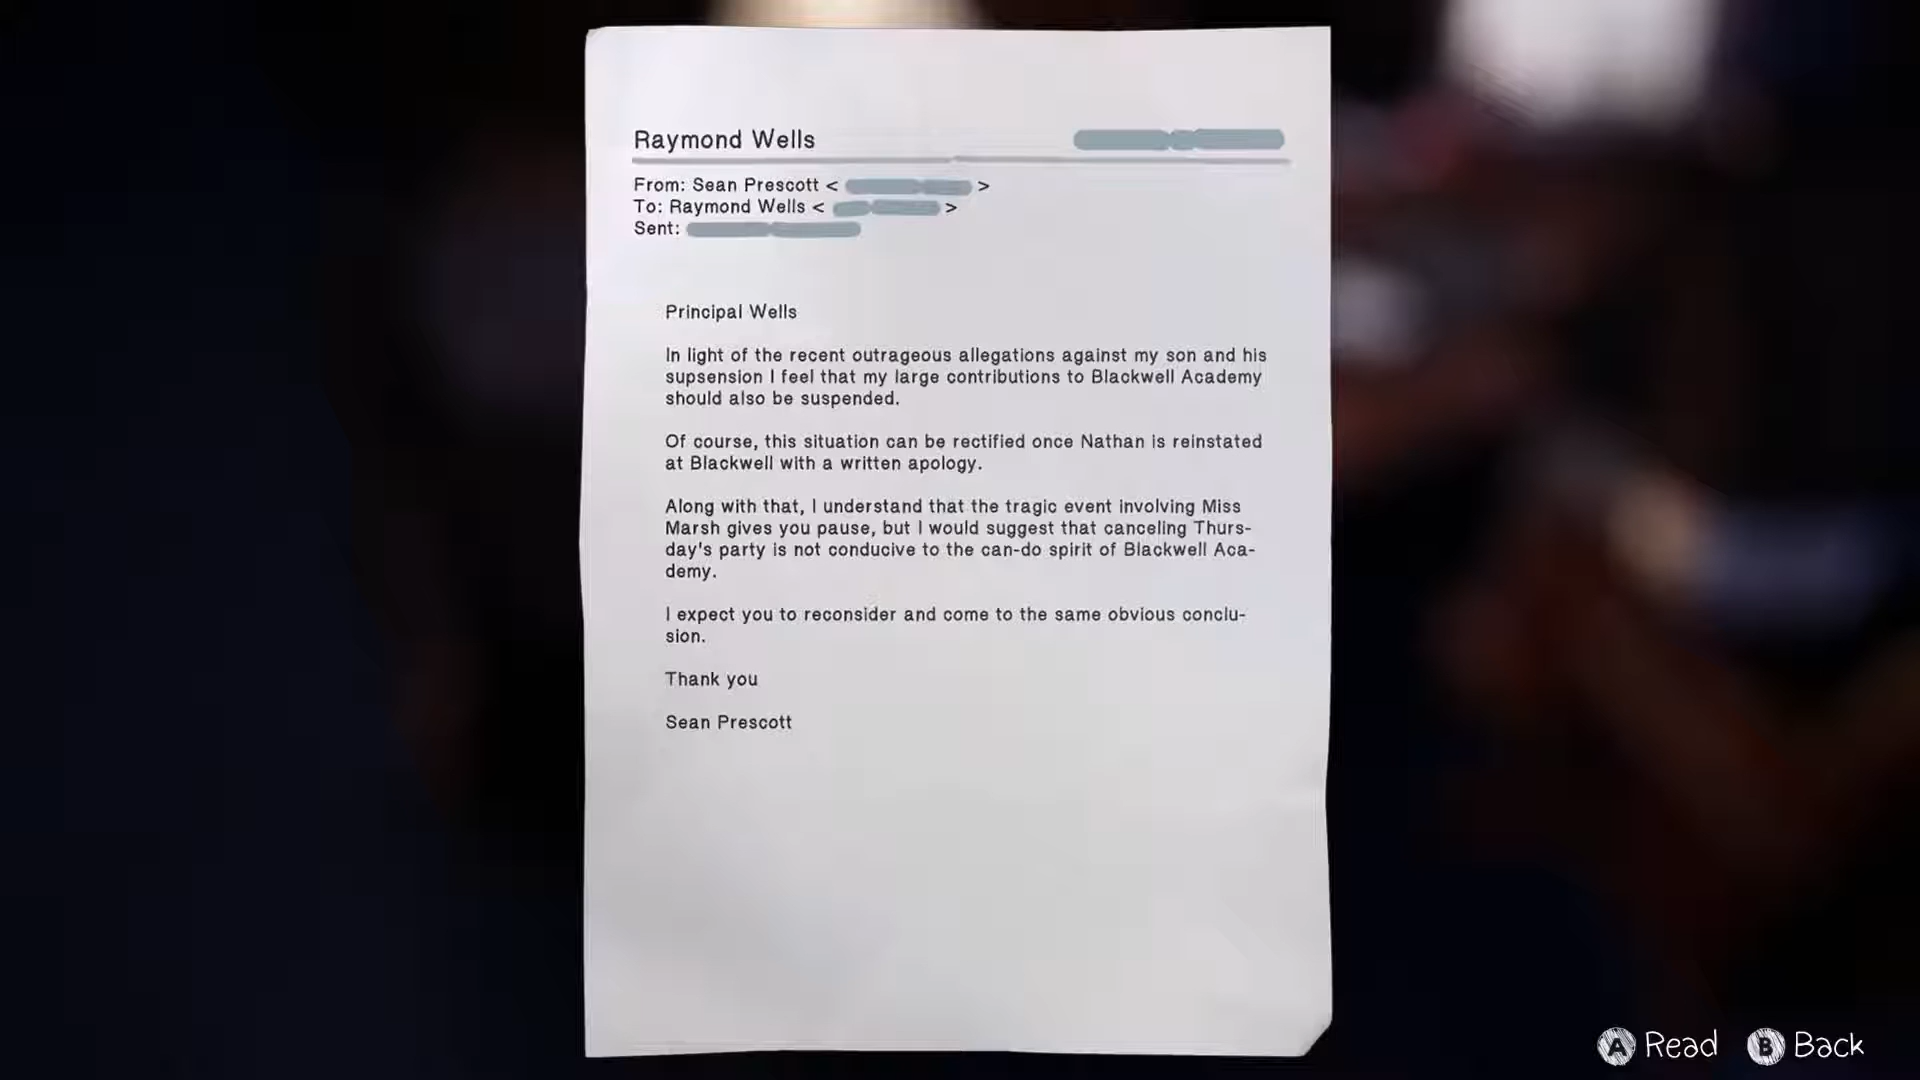 Raymond Wells
From: Sean Prescott < >
To: Raymond Wells < >
Sent:
Principal Wells
In light of the recent outrageous allegations against my son and his
supsension I feel that my large contributions to Blackwell Academy
should also be suspended.
Of course, this situation can be rectified once Nathan is reinstated
at Blackwell with a written apology.
Along with that, I understand that the tragic event involving Miss
Marsh gives you pause, but I would suggest that canceling Thurs-
day's party is not conducive to the can-do spirit of Blackwell Aca-
demy.
I expect you to reconsider and come to the same obvious conclu-
sion.
Thank you
Sean Prescott
A Read B Back